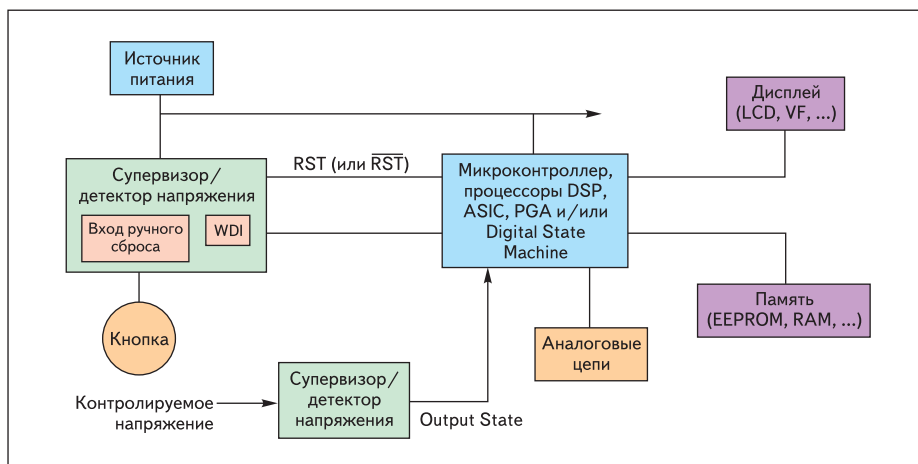 Источник
питания
Дисплей
(LCD, VF, ...)
RST (или R̅S̅T̅)
Супервизор/
детектор напряжения
Вход ручного
сброса
WDI
Микроконтроллер,
процессоры DSP,
ASIC, PGA и/или
Digital State
Machine
Память
(EEPROM, RAM, ...)
Кнопка
Аналоговые
цепи
Контролируемое
напряжение
Супервизор/
детектор
напряжения
Output State